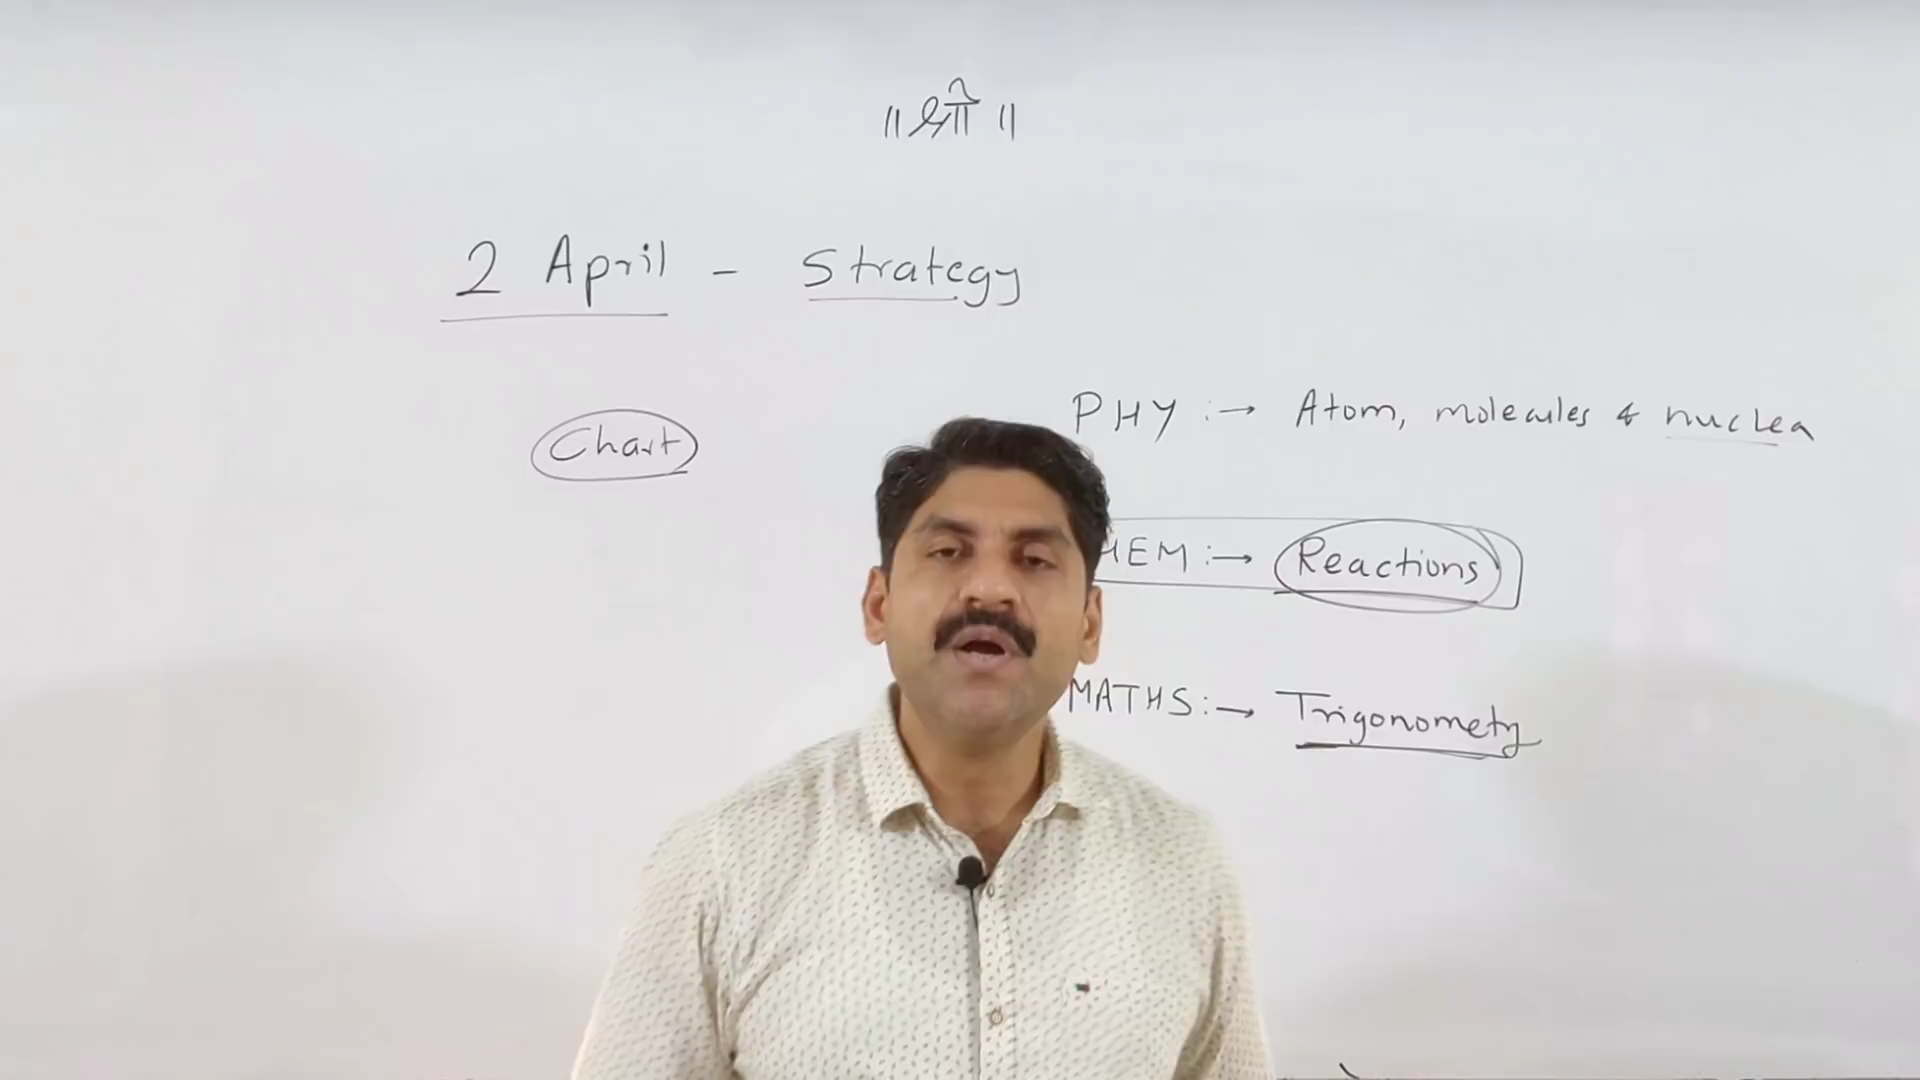 ॥ श्री ॥
2 April - Strategy
Chart
PHY :→ Atom, molecules & nuclea
HEM :→ Reactions
MATHS :→ Trigonomety